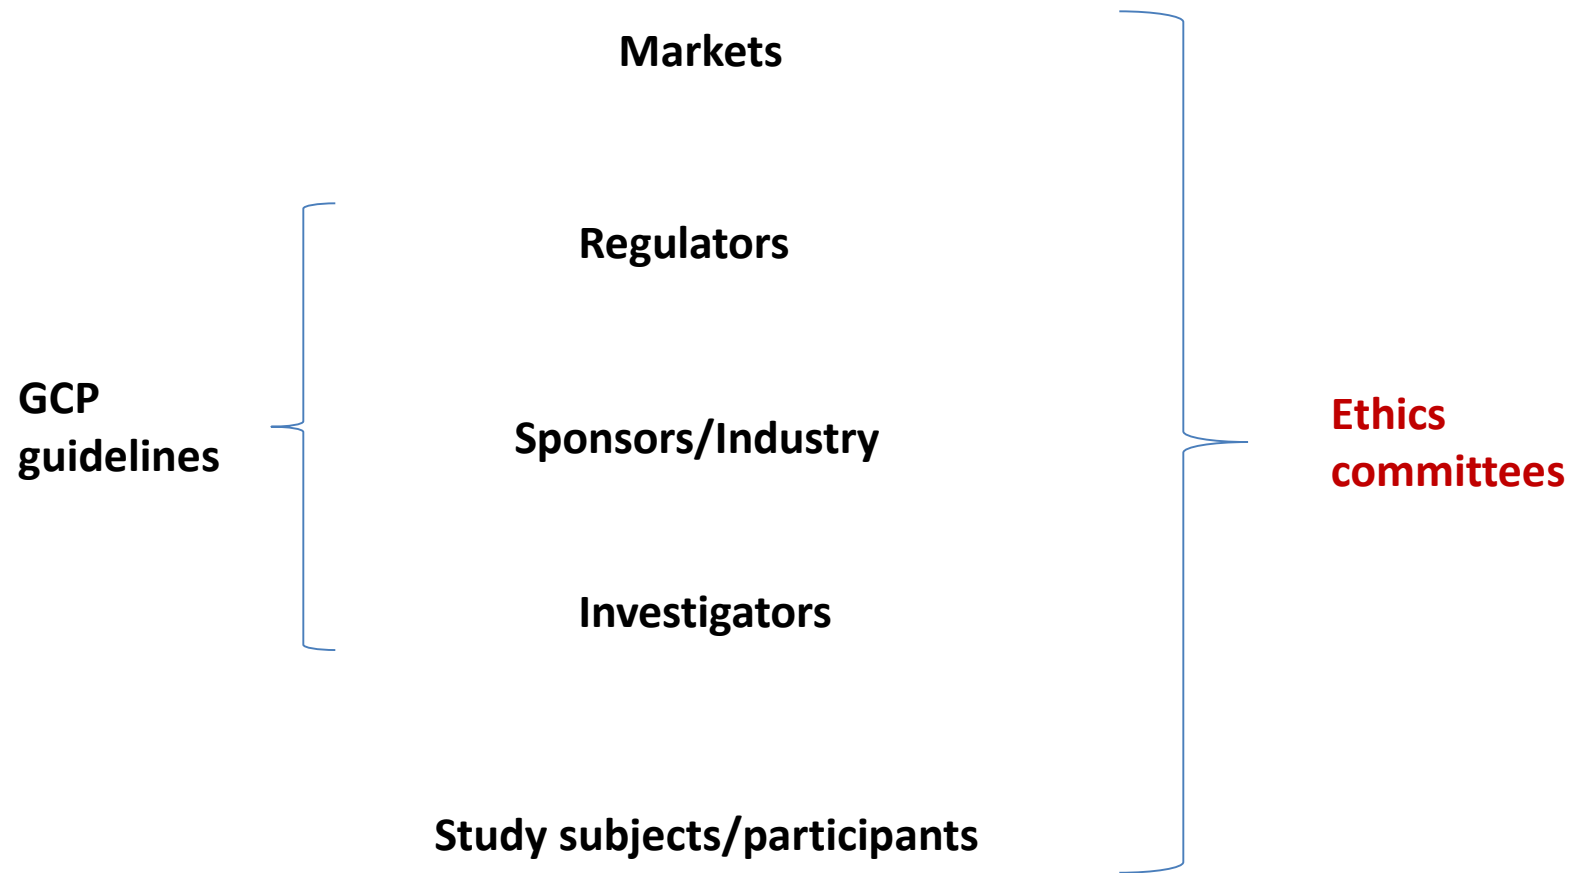 Markets
Regulators
GCP
guidelines
Sponsors/Industry
Ethics
committees
Investigators
Study subjects/participants